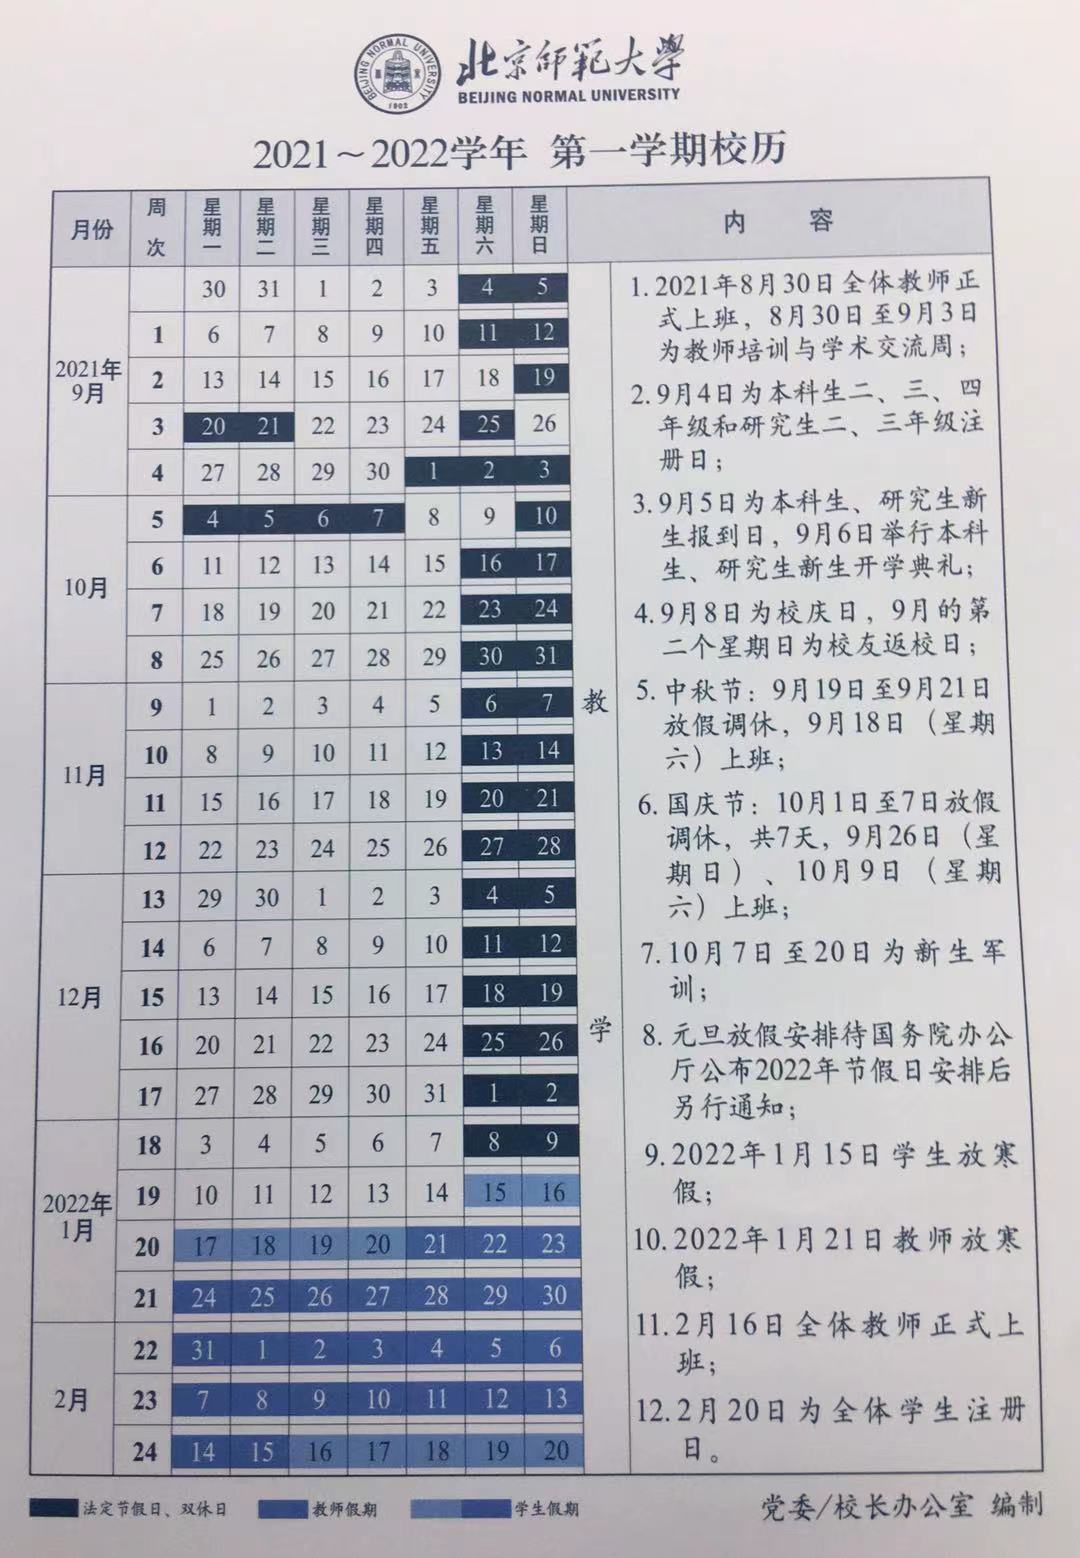 北京师范大学
BEIJING NORMAL UNIVERSITY
BEIJING NORMAL UNIVERSITY
1902
2021～2022学年 第一学期校历
月份 周次 星期一 星期二 星期三 星期四 星期五 星期六 星期日 内 容
30 31 1 2 3 4 5
1 6 7 8 9 10 11 12
2021年
9月
2 13 14 15 16 17 18 19
3 20 21 22 23 24 25 26
4 27 28 29 30 1 2 3
5 4 5 6 7 8 9 10
10月
6 11 12 13 14 15 16 17
7 18 19 20 21 22 23 24
8 25 26 27 28 29 30 31
9 1 2 3 4 5 6 7
11月
10 8 9 10 11 12 13 14
11 15 16 17 18 19 20 21
12 22 23 24 25 26 27 28
13 29 30 1 2 3 4 5
14 6 7 8 9 10 11 12
12月
15 13 14 15 16 17 18 19
16 20 21 22 23 24 25 26
17 27 28 29 30 31 1 2
18 3 4 5 6 7 8 9
2022年
1月
19 10 11 12 13 14 15 16
20 17 18 19 20 21 22 23
21 24 25 26 27 28 29 30
22 31 1 2 3 4 5 6
2月
23 7 8 9 10 11 12 13
24 14 15 16 17 18 19 20
教
学
1.2021年8月30日全体教师正
式上班，8月30日至9月3日
为教师培训与学术交流周；
2.9月4日为本科生二、三、四
年级和研究生二、三年级注
册日；
3.9月5日为本科生、研究生新
生报到日，9月6日举行本科
生、研究生新生开学典礼；
4.9月8日为校庆日，9月的第
二个星期日为校友返校日；
5.中秋节：9月19日至9月21日
放假调休，9月18日（星期
六）上班；
6.国庆节：10月1日至7日放假
调休，共7天，9月26日（星
期日）、10月9日（星期
六）上班；
7.10月7日至20日为新生军
训；
8.元旦放假安排待国务院办公
厅公布2022年节假日安排后
另行通知；
9.2022年1月15日学生放寒
假；
10.2022年1月21日教师放寒
假；
11.2月16日全体教师正式上
班；
12.2月20日为全体学生注册
日。
法定节假日、双休日 教师假期 学生假期
党委/校长办公室 编制